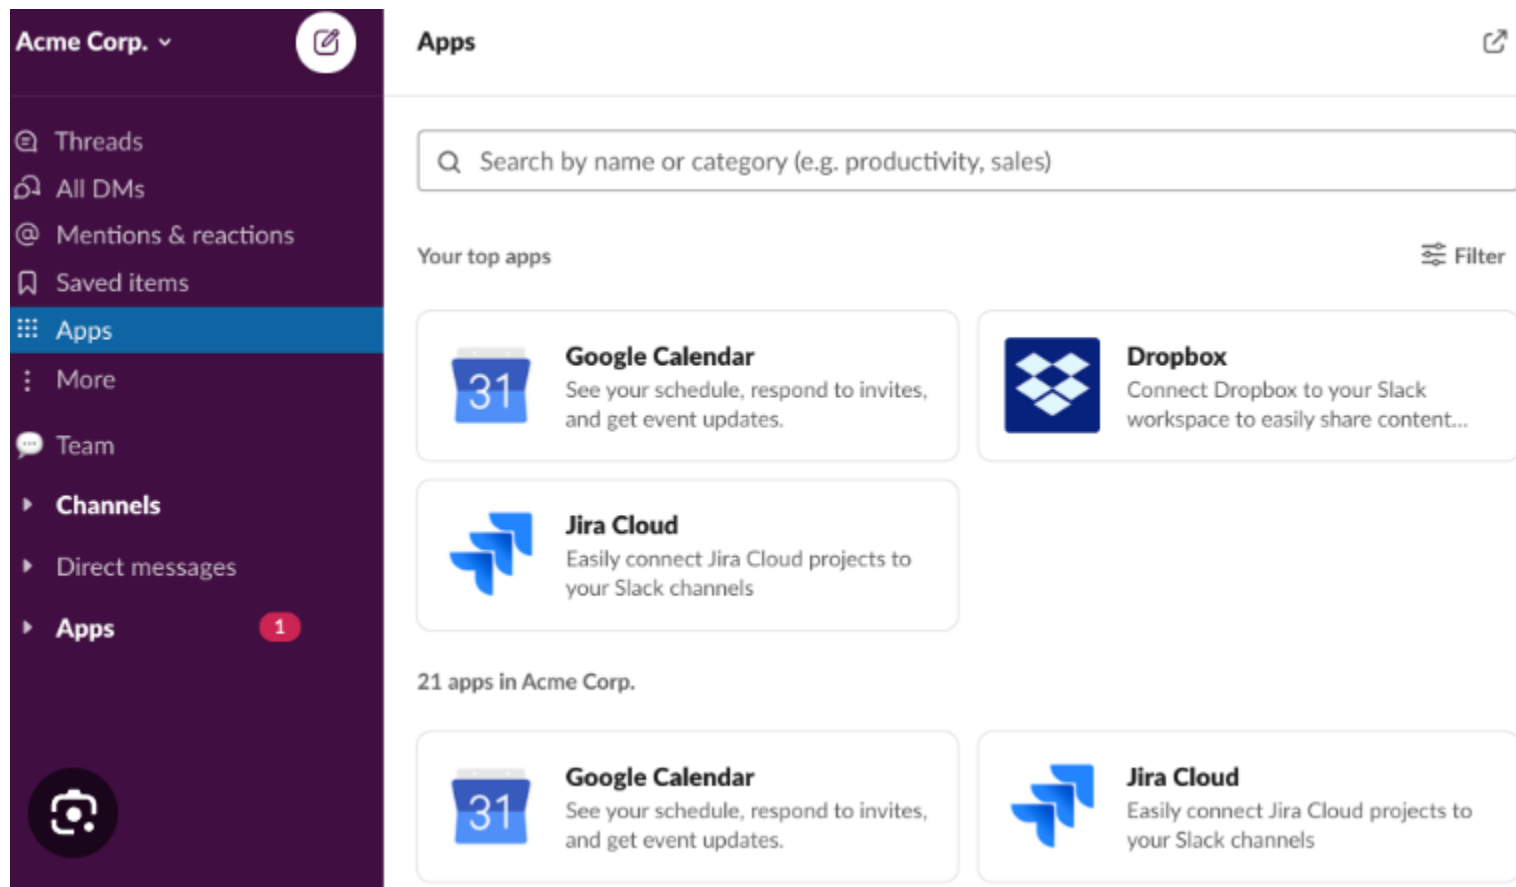 Acme Corp.
Threads
All DMs
Mentions & reactions
Saved items
Apps
More
Team
Channels
Direct messages
Apps
1
Apps
Search by name or category (e.g. productivity, sales)
Your top apps
Filter
31
Google Calendar
See your schedule, respond to invites,
and get event updates.
Dropbox
Connect Dropbox to your Slack
workspace to easily share content...
Jira Cloud
Easily connect Jira Cloud projects to
your Slack channels
21 apps in Acme Corp.
31
Google Calendar
See your schedule, respond to invites,
and get event updates.
Jira Cloud
Easily connect Jira Cloud projects to
your Slack channels